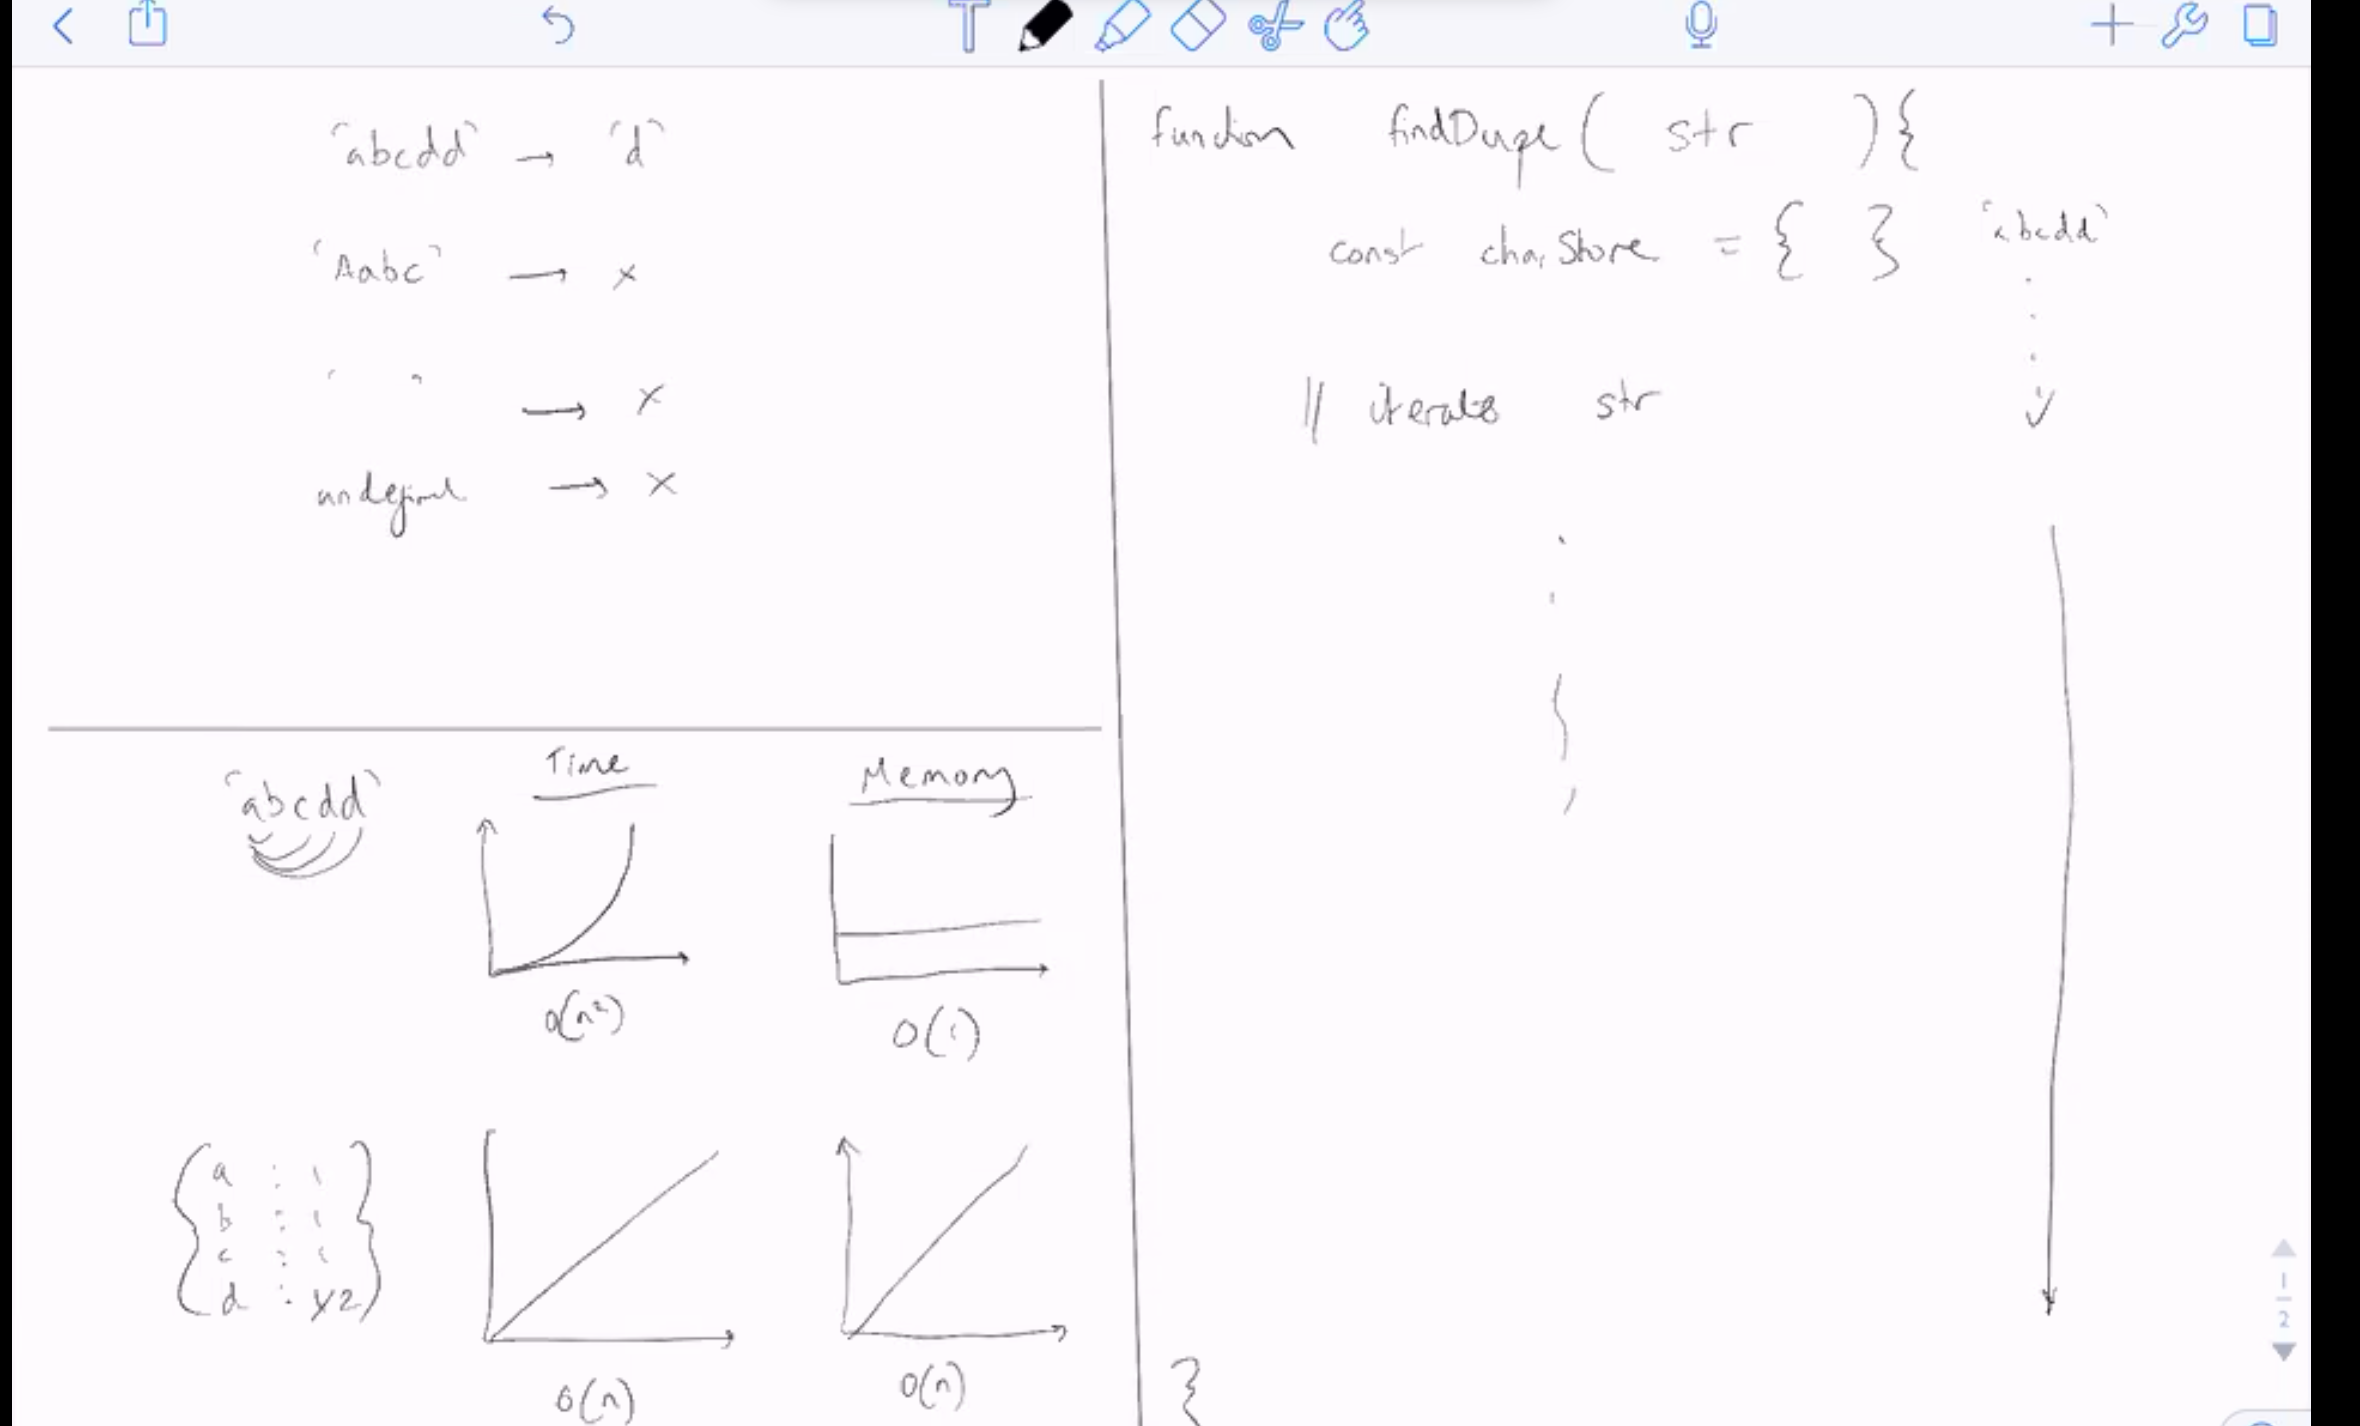 'abcdd' → 'd'
'Aabc' → x
' ' → x
undefined → x
'abcdd'
Time
Memory
O(n²)
O(1)
{ a : 1 }
b : 1
c : 1
d : 2
O(n)
O(n)
function findDupe( str ){
const charStore = { }
'abcdd'
// iterate str
}
1
2